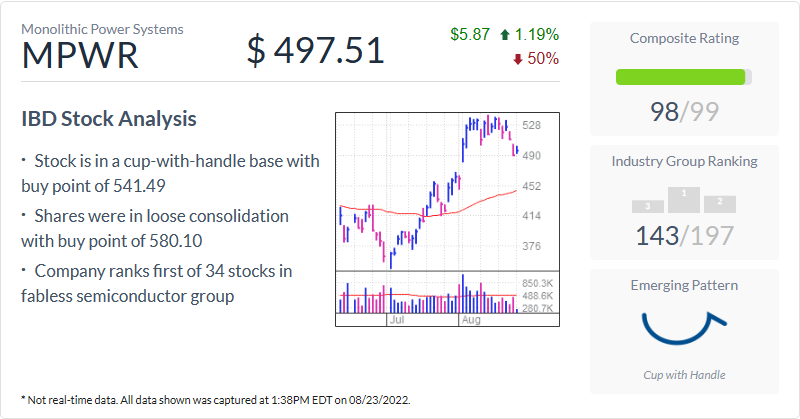 Monolithic Power Systems
MPWR
$ 497.51
$5.87 1.19%
50%
IBD Stock Analysis
· Stock is in a cup-with-handle base with
buy point of 541.49
· Shares were in loose consolidation
with buy point of 580.10
· Company ranks first of 34 stocks in
fabless semiconductor group
528
490
452
414
376
850.3K
488.6K
280.7K
Jul
Aug
Composite Rating
98/99
Industry Group Ranking
3
1
2
143/197
Emerging Pattern
Cup with Handle
* Not real-time data. All data shown was captured at 1:38PM EDT on 08/23/2022.